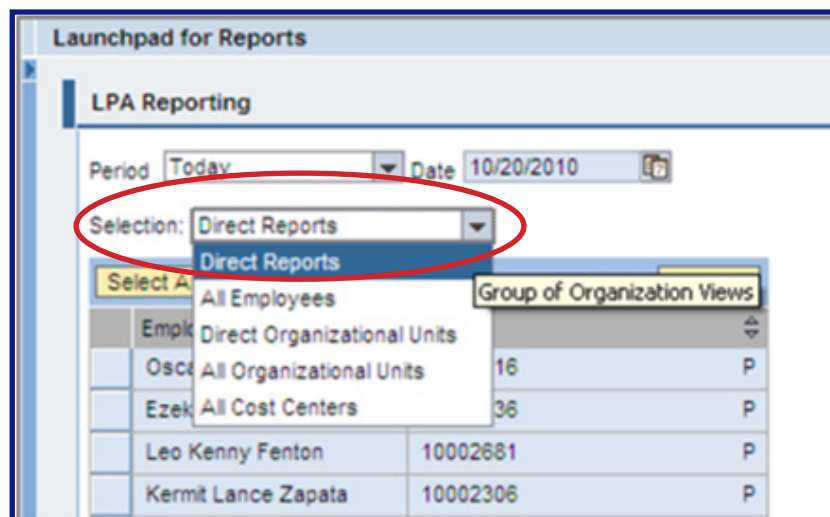 Launchpad for Reports
LPA Reporting
Period Today Date 10/20/2010
Selection: Direct Reports
Direct Reports
Select A
All Employees
Group of Organization Views
Emplo
Direct Organizational Units
Osca
All Organizational Units
16 P
Ezek
All Cost Centers
36 P
Leo Kenny Fenton 10002681 P
Kermit Lance Zapata 10002306 P